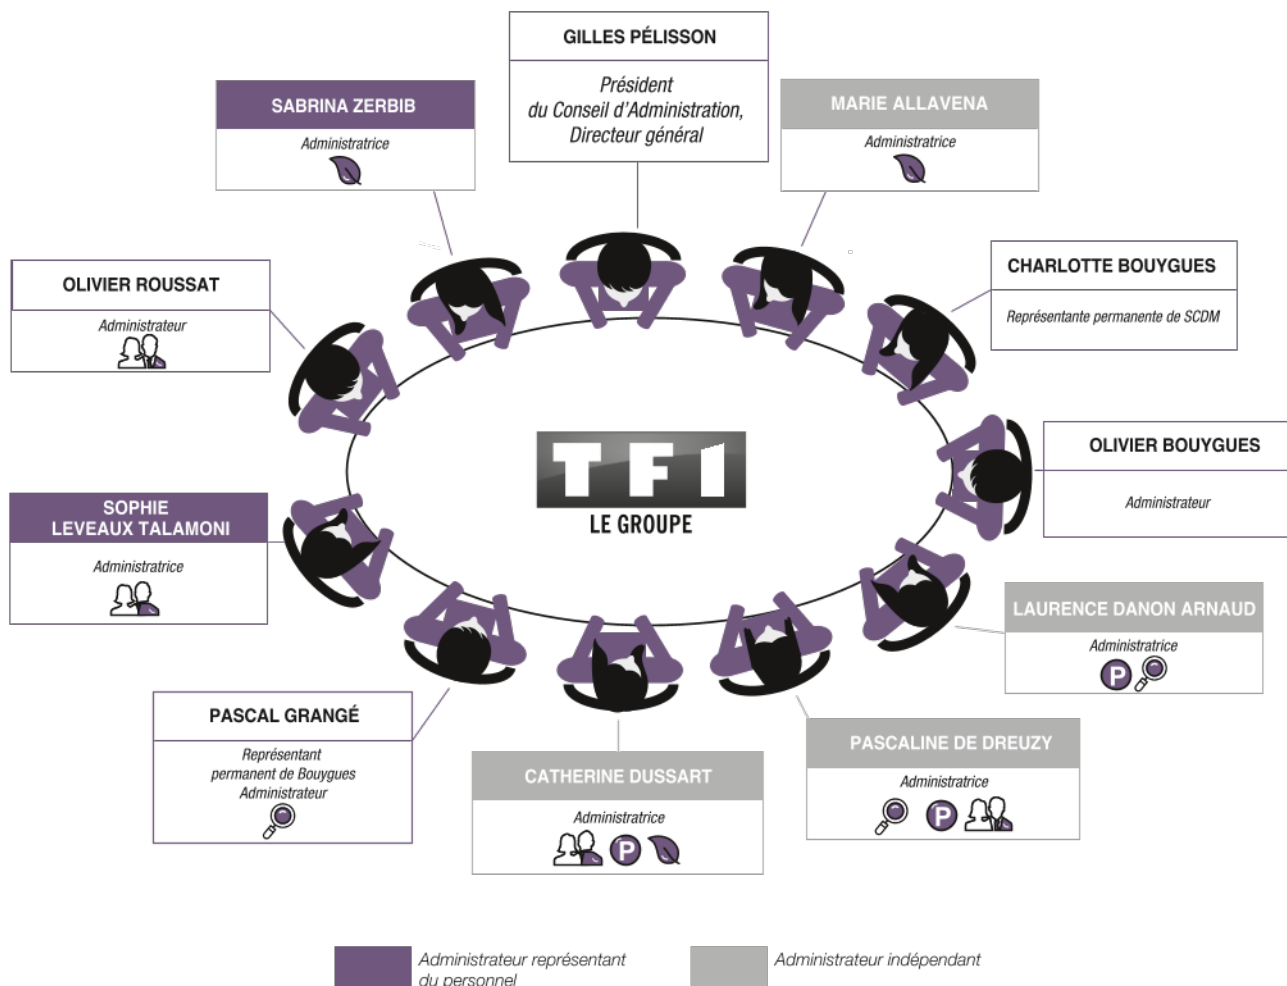 GILLES PÉLISSON
Président
du Conseil d'Administration,
Directeur général
SABRINA ZERBIB
Administratrice
MARIE ALLAVENA
Administratrice
OLIVIER ROUSSAT
Administrateur
CHARLOTTE BOUYGUES
Représentante permanente de SCDM
TF1
LE GROUPE
OLIVIER BOUYGUES
Administrateur
SOPHIE
LEVEAUX TALAMONI
Administratrice
LAURENCE DANON ARNAUD
Administratrice
P
PASCAL GRANGÉ
Représentant
permanent de Bouygues
Administrateur
CATHERINE DUSSART
Administratrice
P
PASCALINE DE DREUZY
Administratrice
P
Administrateur représentant
du personnel
Administrateur indépendant